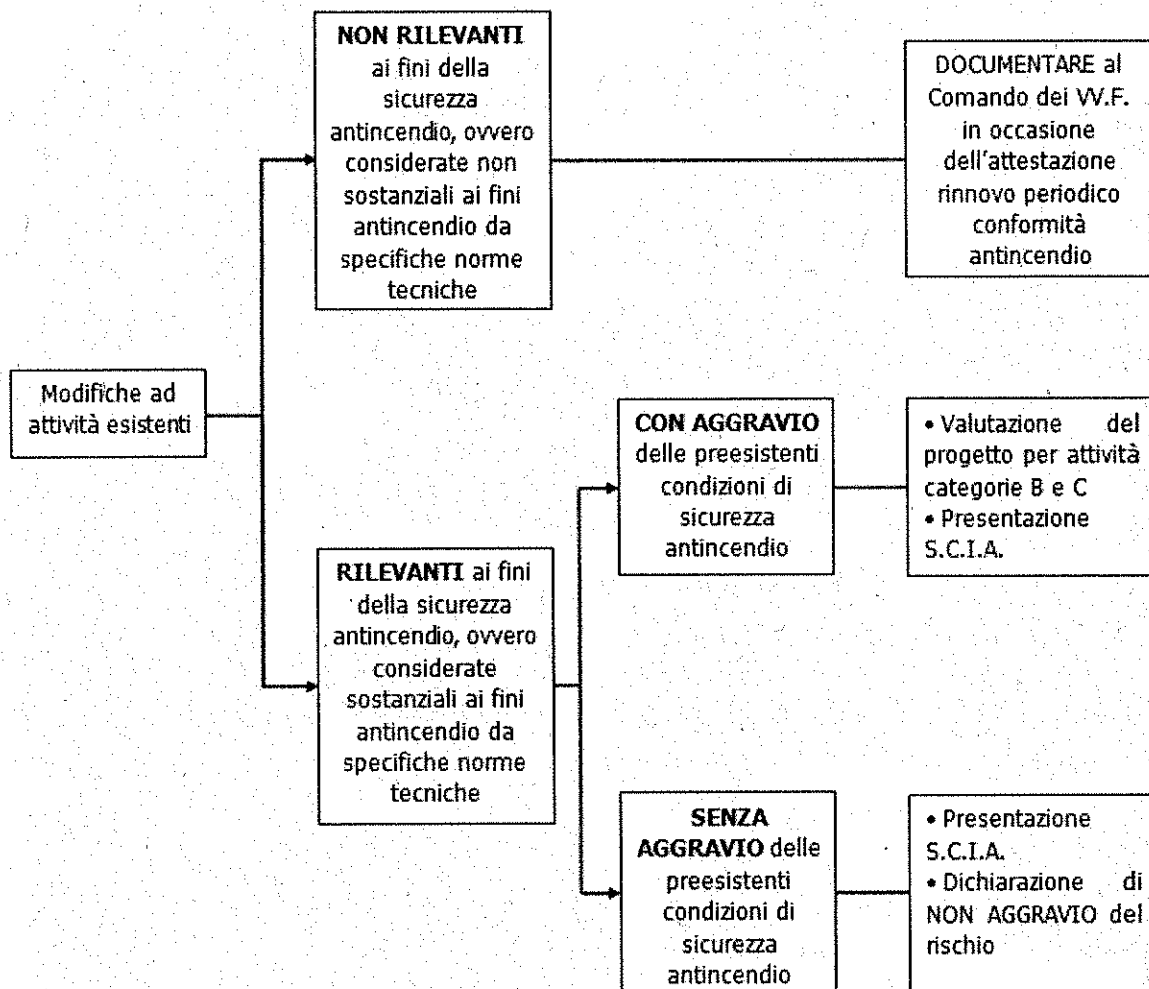 NON RILEVANTI
ai fini della
sicurezza
antincendio, ovvero
considerate non
sostanziali ai fini
antincendio da
specifiche norme
tecniche
DOCUMENTARE al
Comando dei VV.F.
in occasione
dell'attestazione
rinnovo periodico
conformità
antincendio
Modifiche ad
attività esistenti
RILEVANTI ai fini
della sicurezza
antincendio, ovvero
considerate
sostanziali ai fini
antincendio da
specifiche norme
tecniche
CON AGGRAVIO
delle preesistenti
condizioni di
sicurezza
antincendio
• Valutazione del
progetto per attività
categorie B e C
• Presentazione
S.C.I.A.
SENZA
AGGRAVIO delle
preesistenti
condizioni di
sicurezza
antincendio
• Presentazione
S.C.I.A.
• Dichiarazione di
NON AGGRAVIO del
rischio